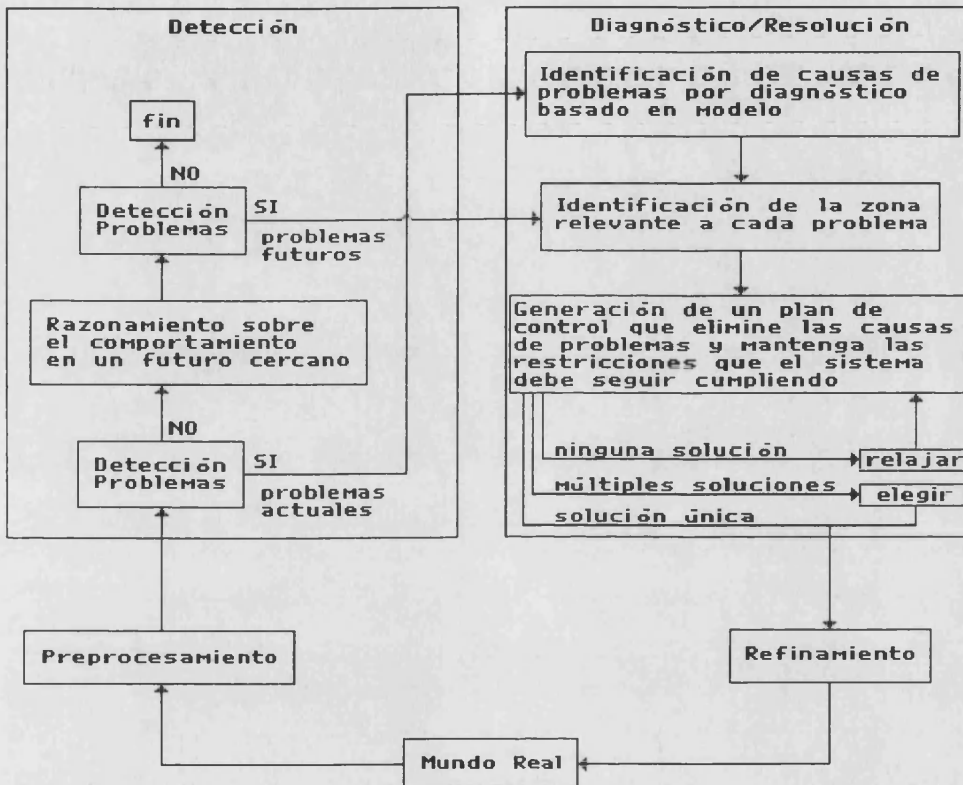 Detección
fin
NO
Detección
Problemas
SI
problemas
futuros
Razonamiento sobre
el comportamiento
en un futuro cercano
NO
Detección
Problemas
SI
problemas
actuales
Preprocesamiento
Mundo Real
Diagnóstico/Resolución
Identificación de causas de
problemas por diagnóstico
basado en modelo
Identificación de la zona
relevante a cada problema
Generación de un plan de
control que elimine las causas
de problemas y mantenga las
restricciones que el sistema
debe seguir cumpliendo
ninguna solución
relajar
múltiples soluciones
elegir
solución única
Refinamiento